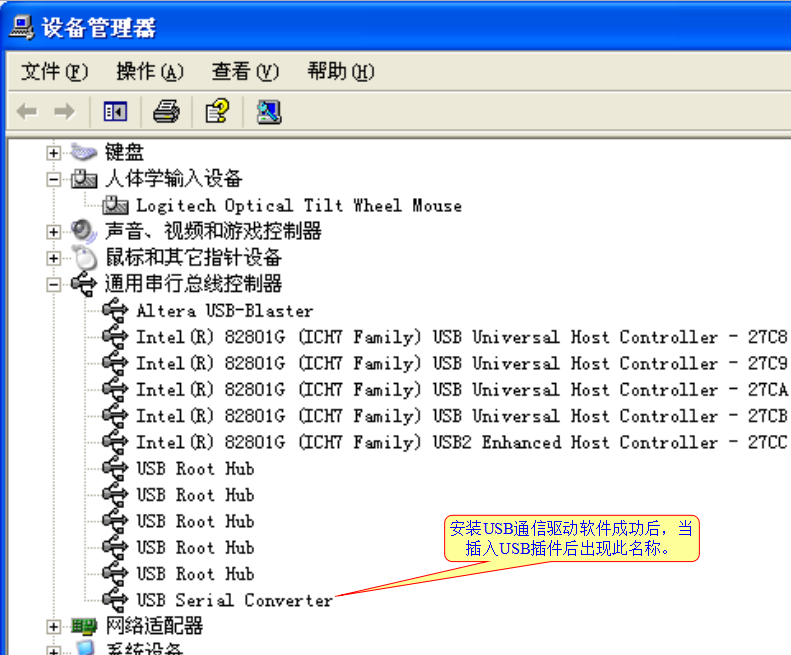 设备管理器
文件(F) 操作(A) 查看(V) 帮助(H)
键盘
人体学输入设备
Logitech Optical Tilt Wheel Mouse
声音、视频和游戏控制器
鼠标和其它指针设备
通用串行总线控制器
Altera USB-Blaster
Intel(R) 82801G (ICH7 Family) USB Universal Host Controller - 27C8
Intel(R) 82801G (ICH7 Family) USB Universal Host Controller - 27C9
Intel(R) 82801G (ICH7 Family) USB Universal Host Controller - 27CA
Intel(R) 82801G (ICH7 Family) USB Universal Host Controller - 27CB
Intel(R) 82801G (ICH7 Family) USB2 Enhanced Host Controller - 27CC
USB Root Hub
USB Root Hub
USB Root Hub
USB Root Hub
USB Root Hub
安装USB通信驱动软件成功后，当
插入USB插件后出现此名称。
USB Serial Converter
网络适配器
系统设备